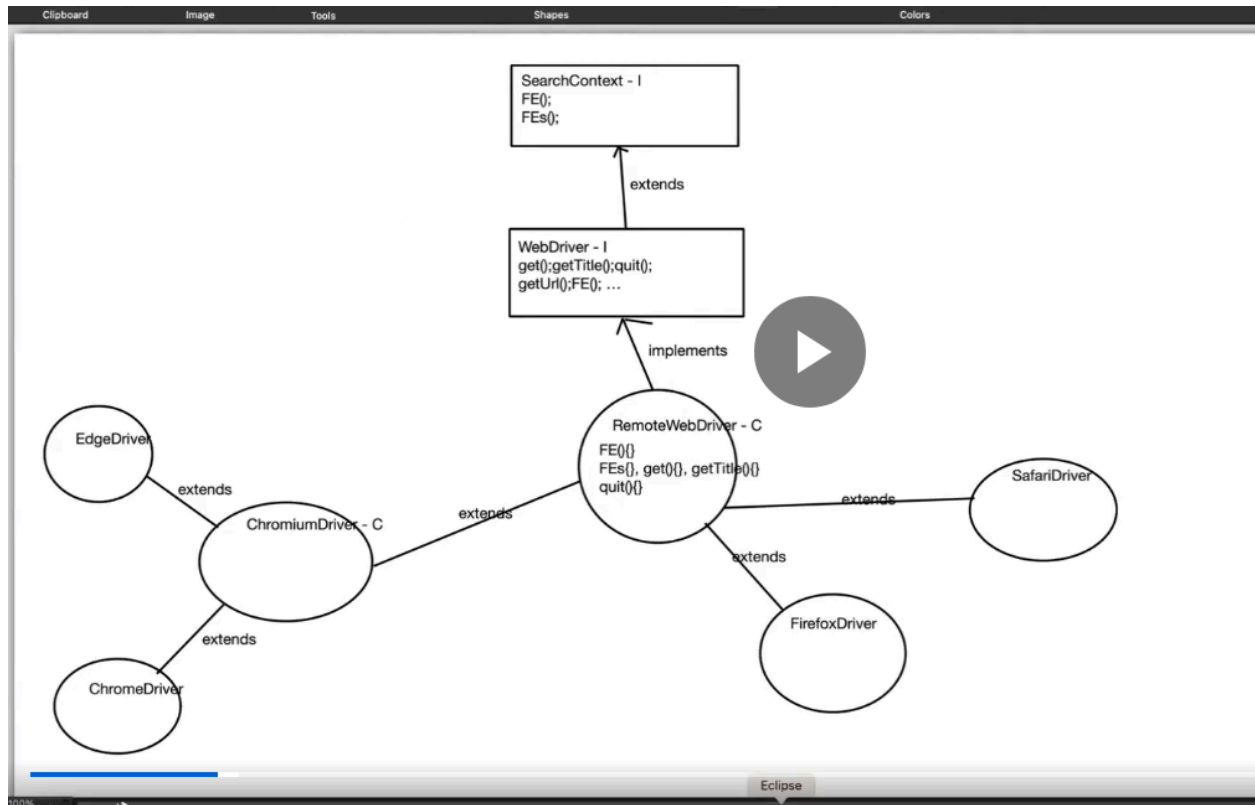 Clipboard Image Tools Shapes Colors
SearchContext - I
FE();
FEs();
extends
WebDriver - I
get();getTitle();quit();
getUrl();FE(); ...
implements
RemoteWebDriver - C
FE(){}
FEs{}, get(){}, getTitle(){}
quit(){}
EdgeDriver
extends
ChromiumDriver - C
extends
extends
SafariDriver
extends
extends
ChromeDriver
FirefoxDriver
Eclipse
100%